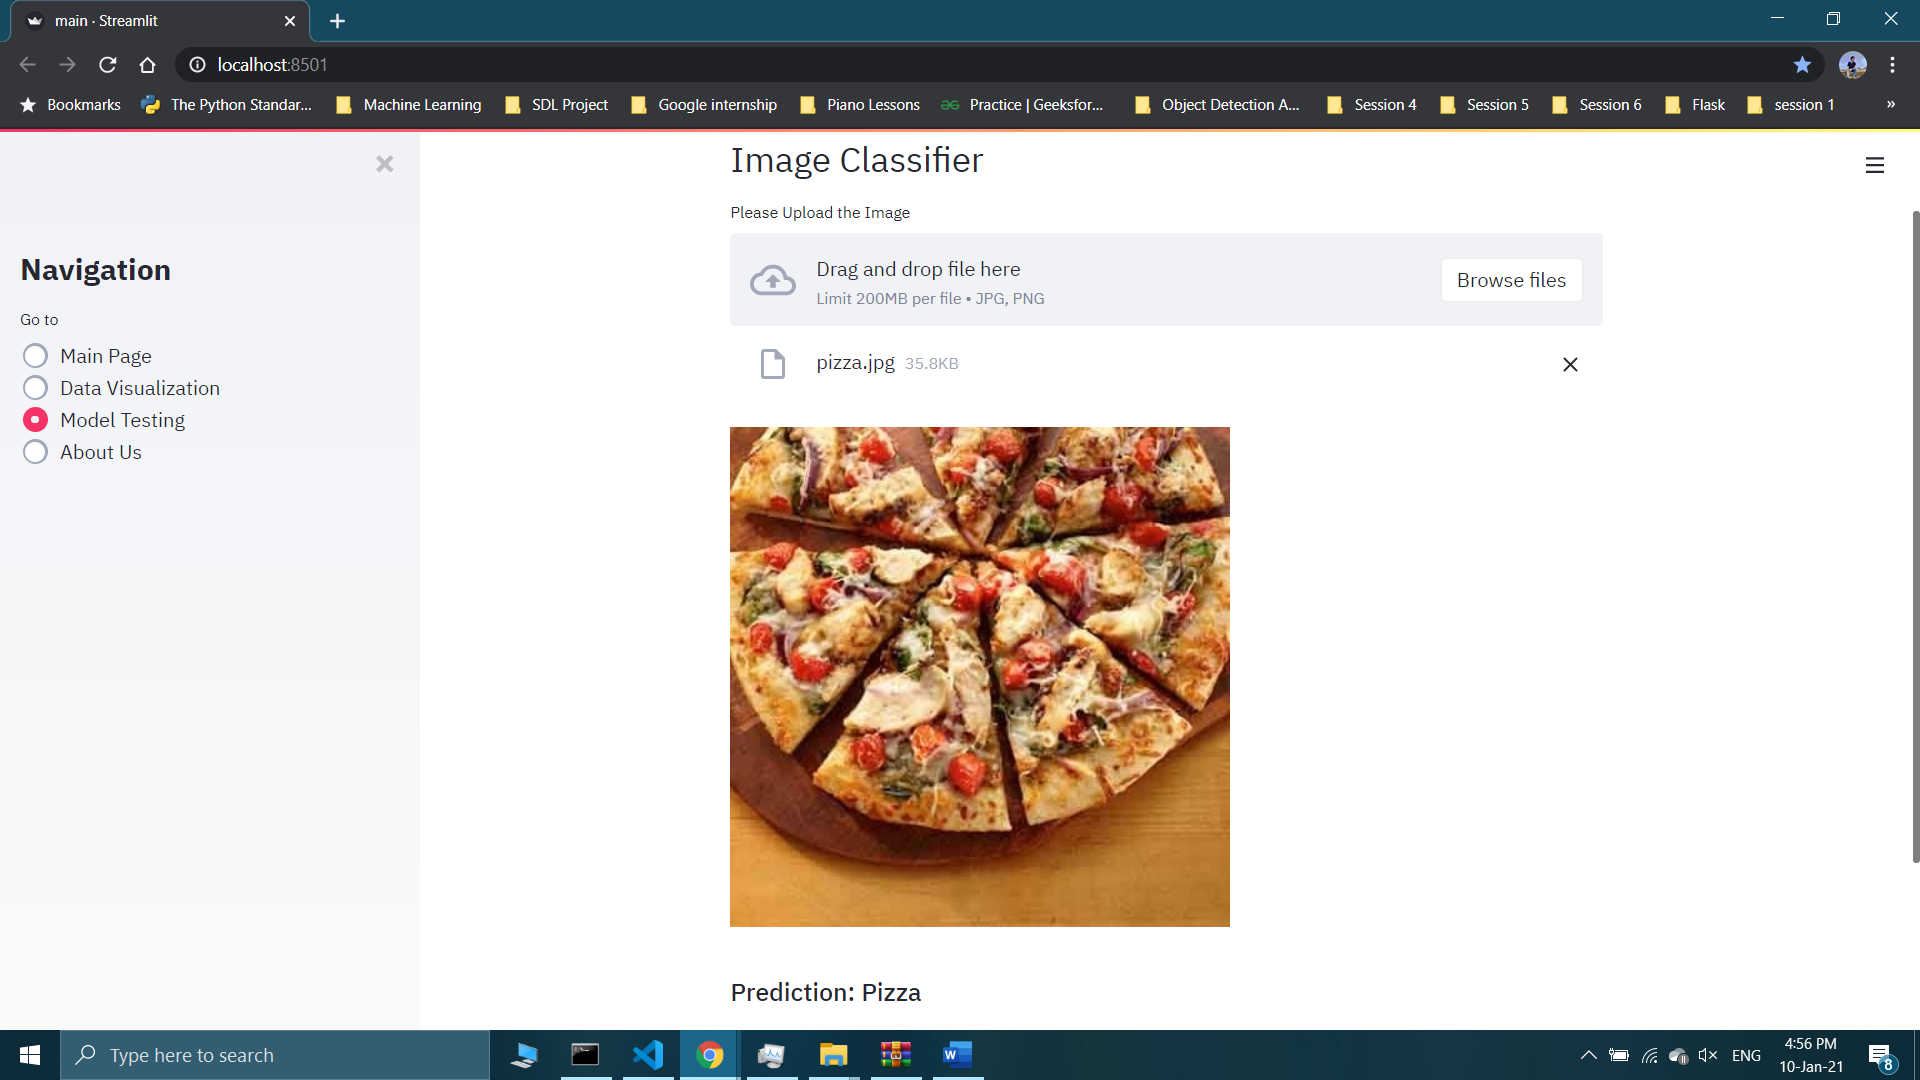 main · Streamlit
localhost:8501
Bookmarks
The Python Standar...
Machine Learning
SDL Project
Google internship
Piano Lessons
Practice | Geeksfor...
Object Detection A...
Session 4
Session 5
Session 6
Flask
session 1
»
Navigation
Go to
Main Page
Data Visualization
Model Testing
About Us
Image Classifier
Please Upload the Image
Drag and drop file here
Limit 200MB per file • JPG, PNG
Browse files
pizza.jpg 35.8KB
Prediction: Pizza
Type here to search
ENG
4:56 PM
10-Jan-21
8